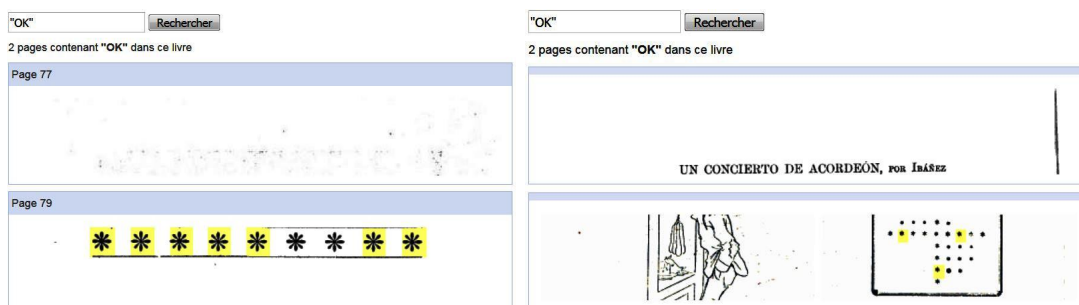 "OK" Rechercher
2 pages contenant "OK" dans ce livre
Page 77
Page 79
"OK" Rechercher
2 pages contenant "OK" dans ce livre
UN CONCIERTO DE ACORDEÓN, POR IBÁÑEZ